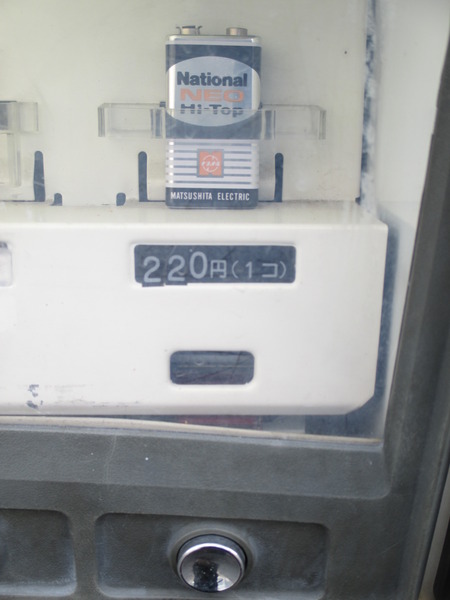 National
NEO
Hi-Top
MATSUSHITA ELECTRIC
220円(1コ)